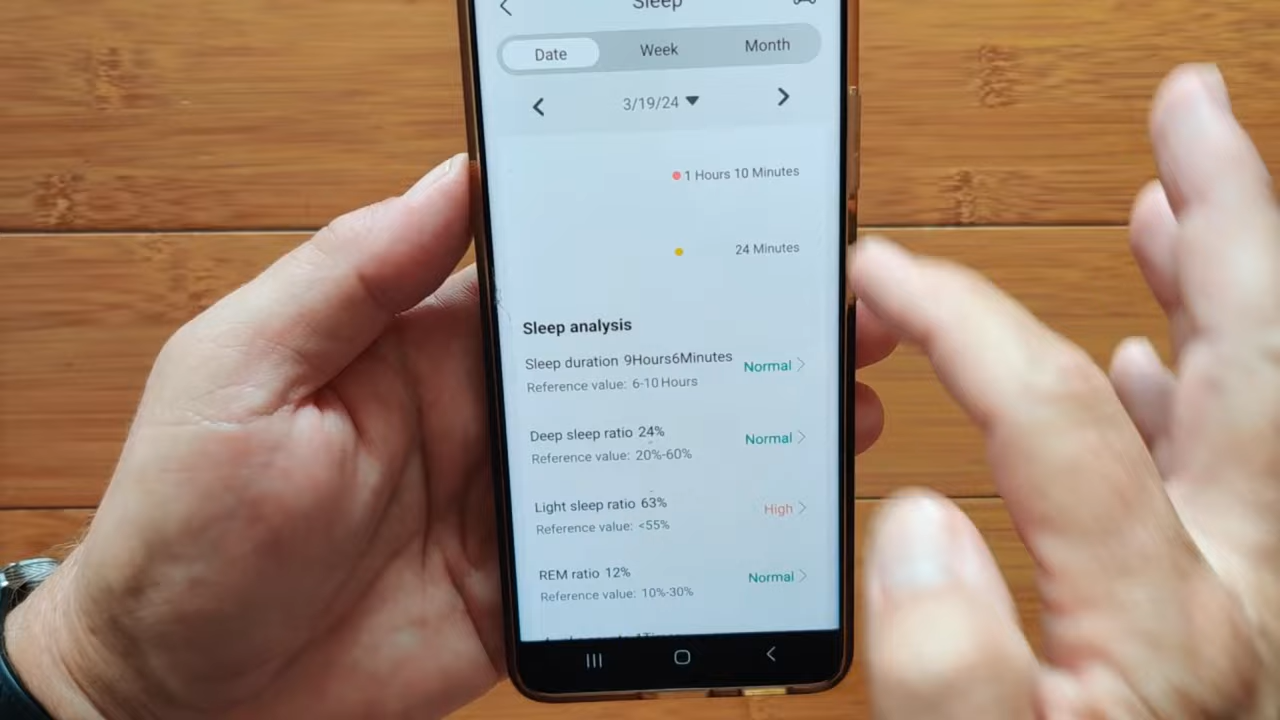 Sleep
Date Week Month
3/19/24
1 Hours 10 Minutes
24 Minutes
Sleep analysis
Sleep duration 9Hours6Minutes
Normal
Reference value: 6-10 Hours
Deep sleep ratio 24%
Normal
Reference value: 20%-60%
Light sleep ratio 63%
High
Reference value: <55%
REM ratio 12%
Normal
Reference value: 10%-30%